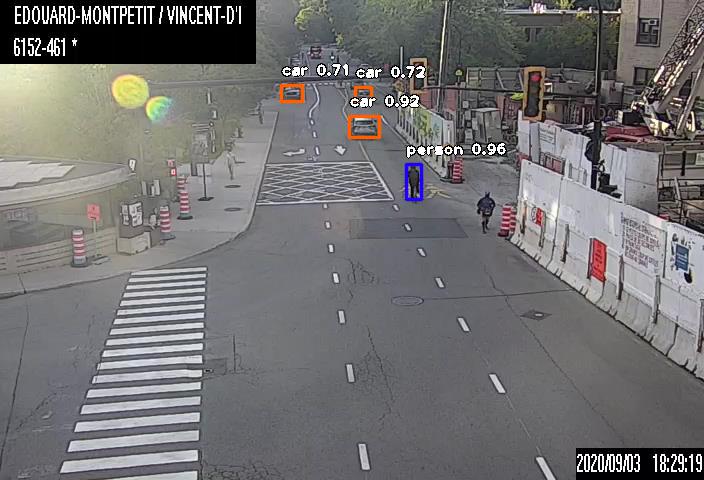 EDOUARD-MONTPETIT / VINCENT-D'I
6152-461 *
car 0.71
car 0.72
car 0.92
person 0.96
2020/09/03 18:29:19